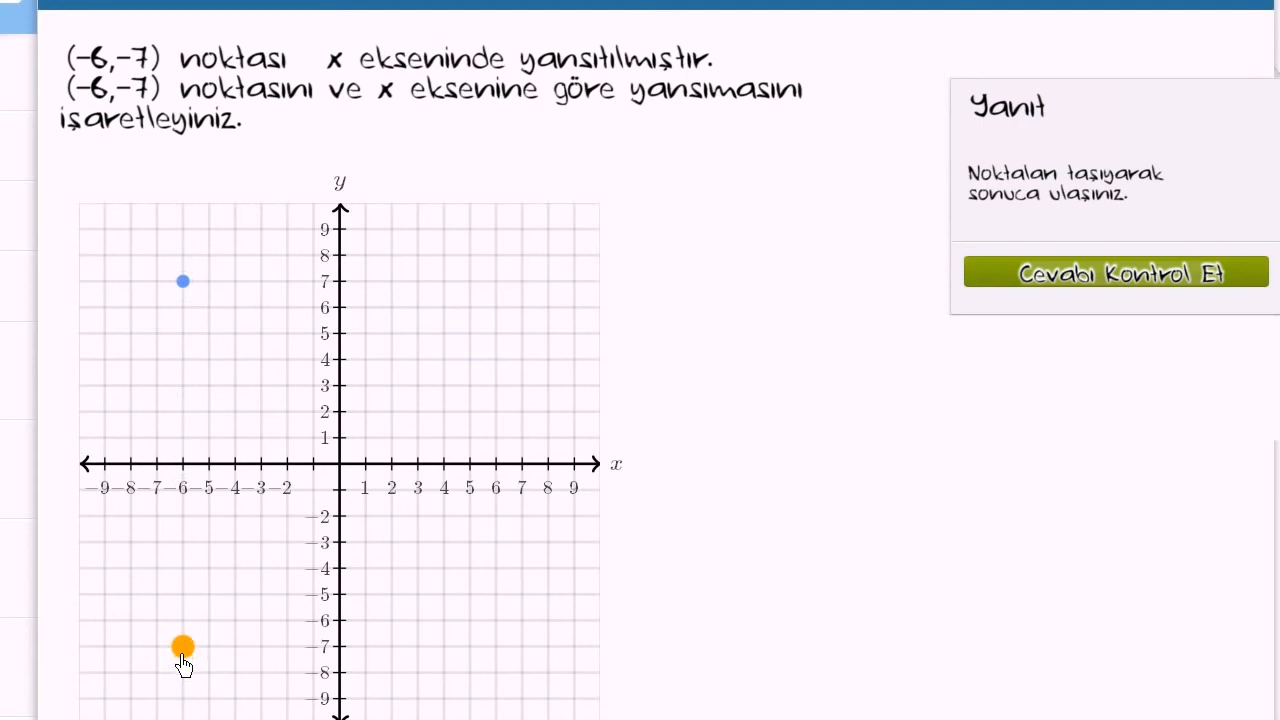 (-6,-7) noktası x ekseninde yansıtılmıştır.
(-6,-7) noktasını ve x eksenine göre yansımasını
işaretleyiniz.
Yanıt
Noktaları taşıyarak
sonuca ulaşınız.
Cevabı Kontrol Et
y
9
8
7
6
5
4
3
2
1
x
-9 -8 -7 -6 -5 -4 -3 -2 1 2 3 4 5 6 7 8 9
-2
-3
-4
-5
-6
-7
-8
-9